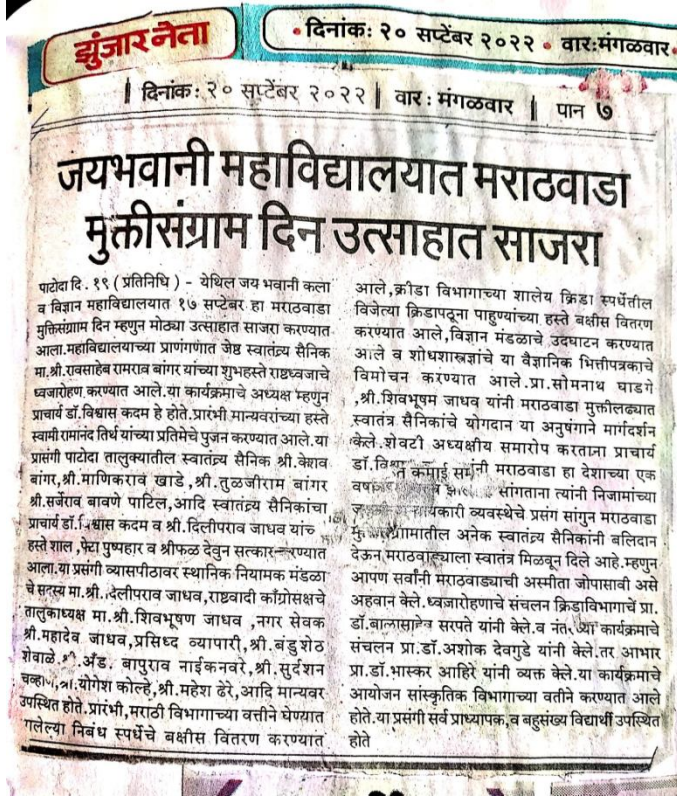 झुंजार नेता
• दिनांक: २० सप्टेंबर २०२२ • वार:मंगळवार•
| दिनांक: २० सप्टेंबर २०२२ | वार : मंगळवार | पान ७
जयभवानी महाविद्यालयात मराठवाडा
मुक्तीसंग्राम दिन उत्साहात साजरा
पाटोदा दि . १९ ( प्रतिनिधि ) - येथिल जय भवानी कला
व विज्ञान महाविद्यालयात १७ सप्टेंबर हा मराठवाडा
मुक्तिसंग्राम दिन म्हणुन मोठ्या उत्साहात साजरा करण्यात
आला.महाविद्यालयाच्या प्राणंगणात जेष्ठ स्वातंत्र्य सैनिक
मा.श्री.रावसाहेब रामराव बांगर यांच्या शुभहस्ते राष्टध्वजाचे
ध्वजारोहण करण्यात आले.या कार्यक्रमाचे अध्यक्ष म्हणुन
प्राचार्य डॉ.विश्वास कदम हे होते.प्रारंभी मान्यवरांच्या हस्ते
स्वामी रामानंद तिर्थ यांच्या प्रतिमेचे पुजन करण्यात आले.या
प्रासंगी पाटोदा तालुक्यातील स्वातंत्र्य सैनिक श्री.केशव
बांगर,श्री.माणिकराव खाडे ,श्री.तुळजीराम बांगर
श्री.सर्जेराव बावणे पाटिल,आदि स्वातंत्र्य सैनिकांचा
प्राचार्य डॉ. कदम व श्री.दिलीपराव जाधव
हस्ते शाल ,फेटा पुष्पहार व श्रीफळ देवुन सत्कार
आला.या प्रसंगी व्यासपीठावर स्थानिक नियामक मंडळा
चे सदस्य मा.श्री.दिलीपराव जाधव,राष्टवादी काँग्रोसक्षचे
तालुकाध्यक्ष मा.श्री.शिवभूषण जाधव ,नगर सेवक
श्री.महादेव जाधव,प्रसिध्द व्यापारी,श्री.बंडुशेठ
शेवाळे. अँड. बापुराव नाईकनवरे,श्री.सुर्दशन
चव्हाण, योगेश कोल्हे,श्री.महेश ढेरे,आदि मान्यवर
उपस्थित होते.प्रारंभी,मराठी विभागाच्या वत्तीने घेण्यात
गलेल्या निबंध स्पर्धेचे बक्षीस वितरण करण्यात
आले,क्रीडा विभागाच्या शालेय क्रिडा स्पर्धेतील
विजेत्या क्रिडापटूना पाहुण्यांच्या हस्ते बक्षीस वितरण
करण्यात आले,विज्ञान मंडळाचे उदघाटन करण्यात
आले व शोधशास्रज्ञांचे या वैज्ञानिक भित्तीपत्रकाचे
विमोचन करण्यात आले.प्रा.सोमनाथ घाडगे
,श्री.शिवभूषम जाधव यांनी मराठवाडा मुक्तीलढ्यात
स्वातंत्र सैनिकांचे योगदान या अनुषंगाने मार्गदर्शन
केले.शेवटी अध्यक्षीय समारोप करताना प्राचार्य
मराठवाडा हा देशाच्या एक
सांगताना त्यांनी निजामांच्या
व्यवस्थेचे प्रसंग सांगुन मराठवाडा
अनेक स्वातंत्र्य सैनिकांनी बलिदान
देऊन मराठवाड्याला स्वातंत्र मिळवून दिले आहे.म्हणुन
आपण सर्वांनी मराठवाड्याची अस्मीता जोपासावी असे
अहवान केले.ध्वजारोहणाचे संचलन क्रिडाविभागाचें प्रा.
डॉ.बालासाहेब सरपते यांनी केले.व कार्यक्रमाचे
संचलन प्रा.डॉ.अशोक देवगुडे यांनी केले.तर आभार
प्रा.डॉ.भास्कर आहिरे यांनी व्यक्त केले.या कार्यक्रमाचे
आयोजन सांस्कृतिक विभागाच्या वतीने करण्यात आले
होते.या प्रसंगी सर्व प्राध्यापक,व बहुसंख्य विद्यार्थी उपस्थित
होते